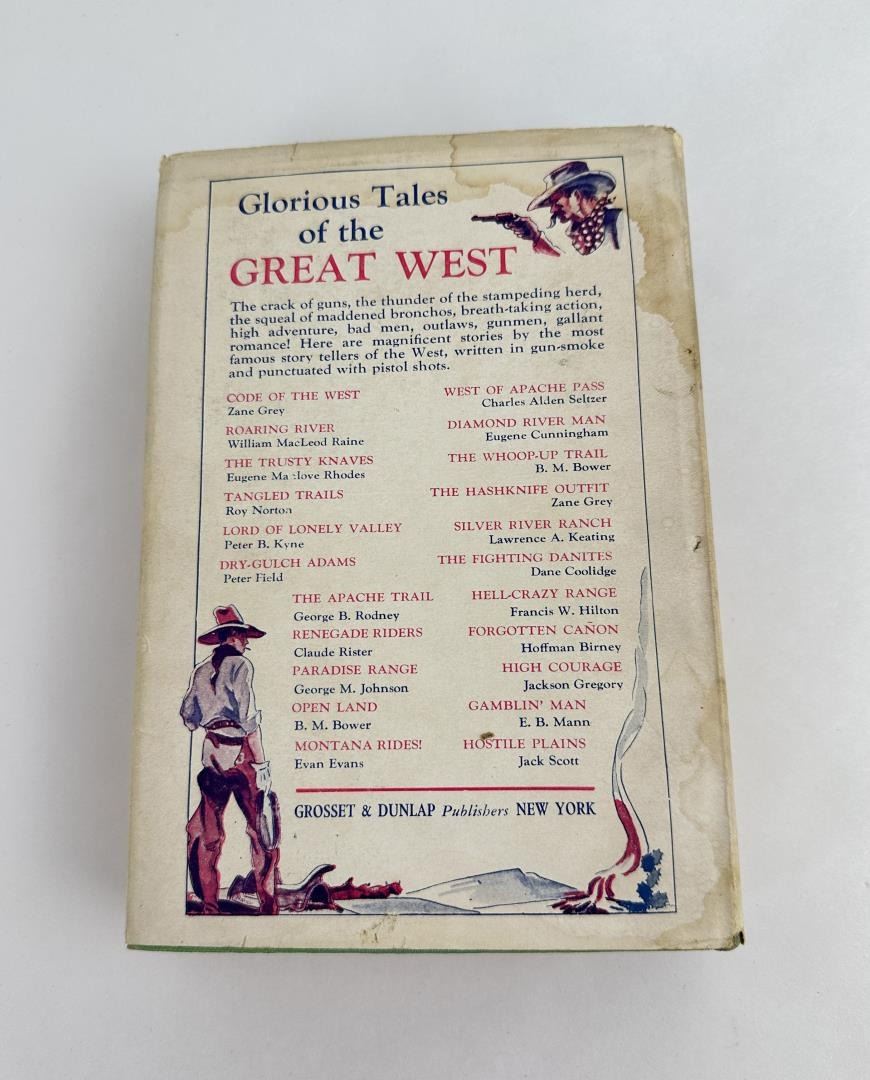 Glorious Tales
of the
GREAT WEST
The crack of guns, the thunder of the stampeding herd,
the squeal of maddened bronchos, breath-taking action,
high adventure, bad men, outlaws, gunmen, gallant
romance! Here are magnificent stories by the most
famous story tellers of the West, written in gun-smoke
and punctuated with pistol shots.
CODE OF THE WEST
Zane Grey
ROARING RIVER
William MacLeod Raine
THE TRUSTY KNAVES
Eugene Manlove Rhodes
TANGLED TRAILS
Roy Norton
LORD OF LONELY VALLEY
Peter B. Kyne
DRY-GULCH ADAMS
Peter Field
THE APACHE TRAIL
George B. Rodney
RENEGADE RIDERS
Claude Rister
PARADISE RANGE
George M. Johnson
OPEN LAND
B. M. Bower
MONTANA RIDES!
Evan Evans
WEST OF APACHE PASS
Charles Alden Seltzer
DIAMOND RIVER MAN
Eugene Cunningham
THE WHOOP-UP TRAIL
B. M. Bower
THE HASHKNIFE OUTFIT
Zane Grey
SILVER RIVER RANCH
Lawrence A. Keating
THE FIGHTING DANITES
Dane Coolidge
HELL-CRAZY RANGE
Francis W. Hilton
FORGOTTEN CAÑON
Hoffman Birney
HIGH COURAGE
Jackson Gregory
GAMBLIN' MAN
E. B. Mann
HOSTILE PLAINS
Jack Scott
GROSSET & DUNLAP Publishers NEW YORK